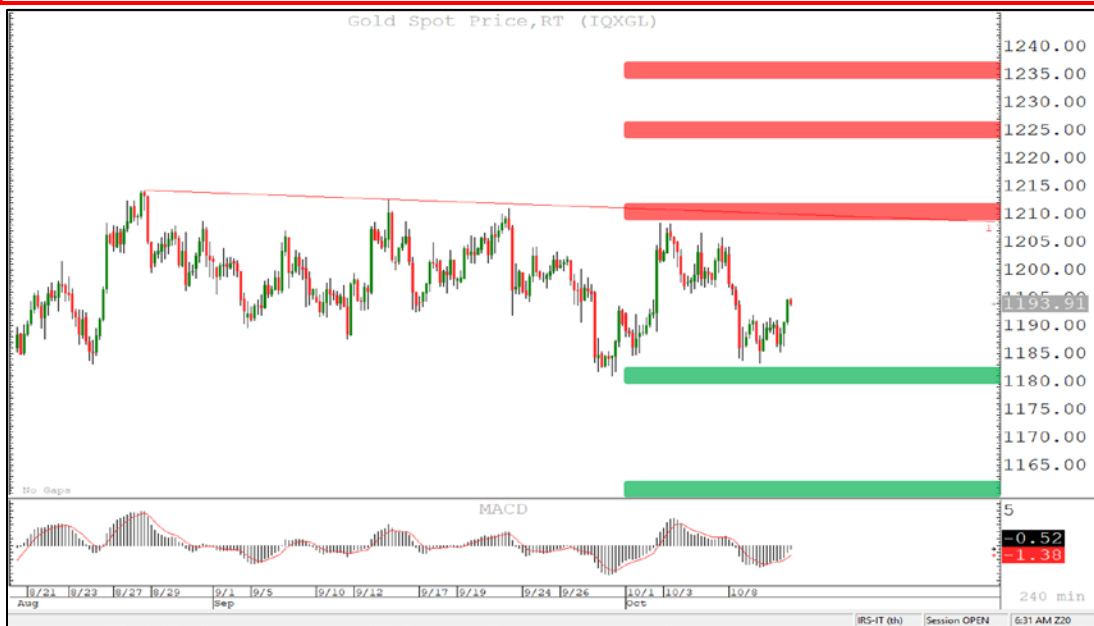 Gold Spot Price,RT (IQXGL)
1240.00
1235.00
1230.00
1225.00
1220.00
1215.00
1210.00
1205.00
1200.00
1193.91
1190.00
1185.00
1180.00
1175.00
1170.00
1165.00
No Gaps
MACD
5
-0.52
-1.38
8/21 8/23 8/27 8/29 9/1 9/5 9/10 9/12 9/17 9/19 9/24 9/26 10/1 10/3 10/8
Aug Sep Oct
240 min
IRS-IT (th) Session OPEN 6:31 AM Z20